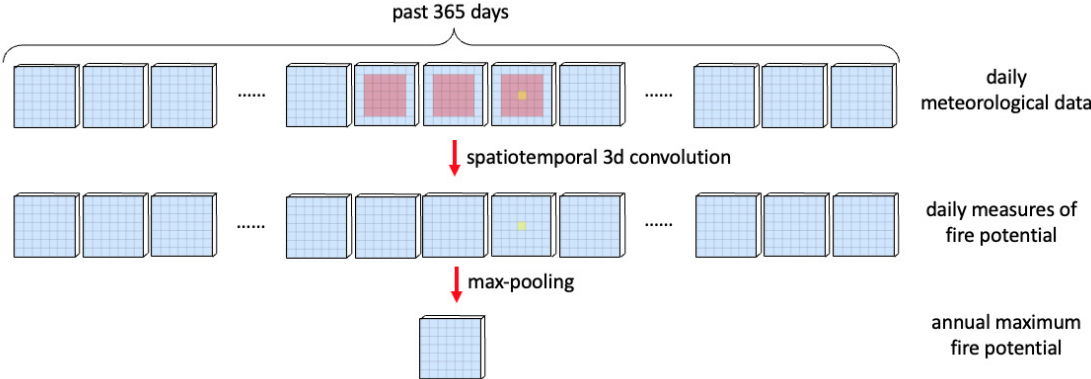 past 365 days
...... ......
daily
meteorological data
spatiotemporal 3d convolution
...... ......
daily measures of
fire potential
max-pooling
annual maximum
fire potential